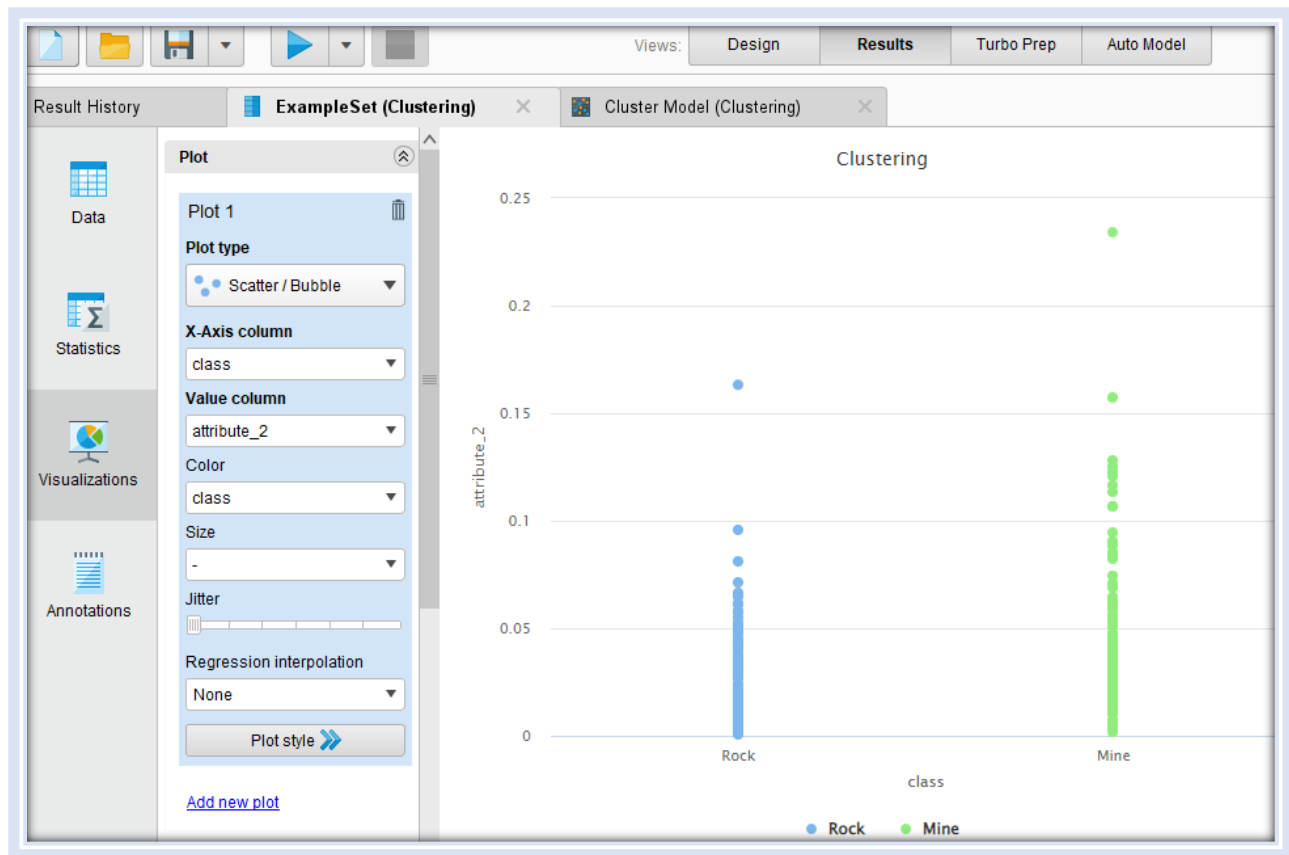 Views: Design Results Turbo Prep Auto Model
Result History ExampleSet (Clustering) Cluster Model (Clustering)
Data
Statistics
Visualizations
Annotations
Plot
Plot 1
Plot type
Scatter / Bubble
X-Axis column
class
Value column
attribute_2
Color
class
Size
-
Jitter
Regression interpolation
None
Plot style
Add new plot
Clustering
0.25
0.2
0.15
0.1
0.05
0
attribute_2
Rock Mine
class
Rock Mine